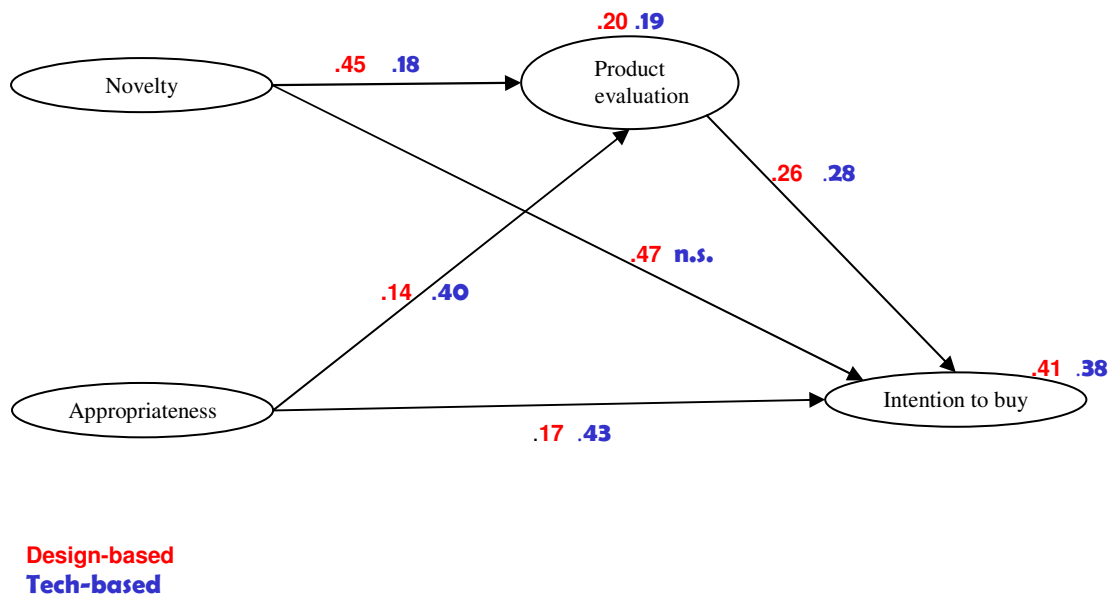 .20 .19
.45 .18
Novelty
Product
evaluation
.26 .28
.47 n.s.
.14 .40
.41 .38
Appropriateness
Intention to buy
.17 .43
Design-based
Tech-based